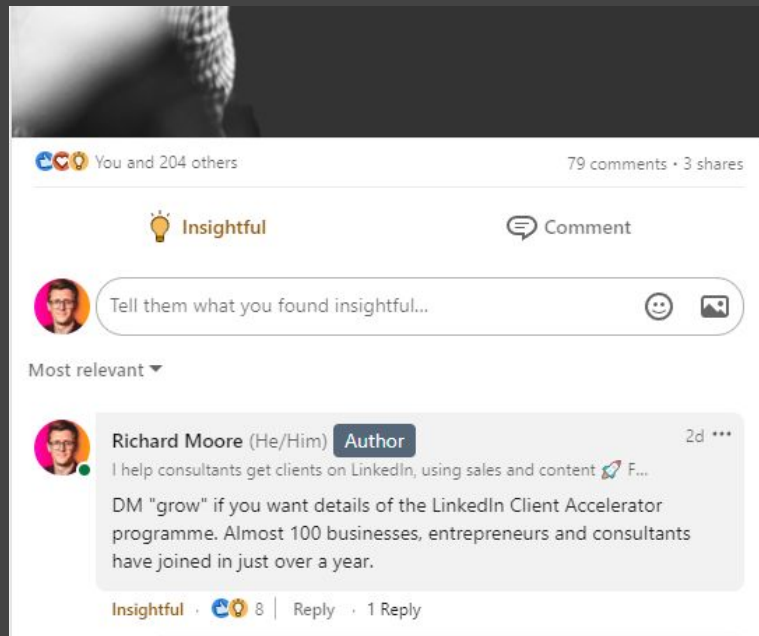 You and 204 others
79 comments • 3 shares
Insightful
Comment
Tell them what you found insightful...
Most relevant
Richard Moore (He/Him) Author
2d
I help consultants get clients on LinkedIn, using sales and content 🚀 F...
DM "grow" if you want details of the LinkedIn Client Accelerator
programme. Almost 100 businesses, entrepreneurs and consultants
have joined in just over a year.
Insightful · 8 | Reply · 1 Reply